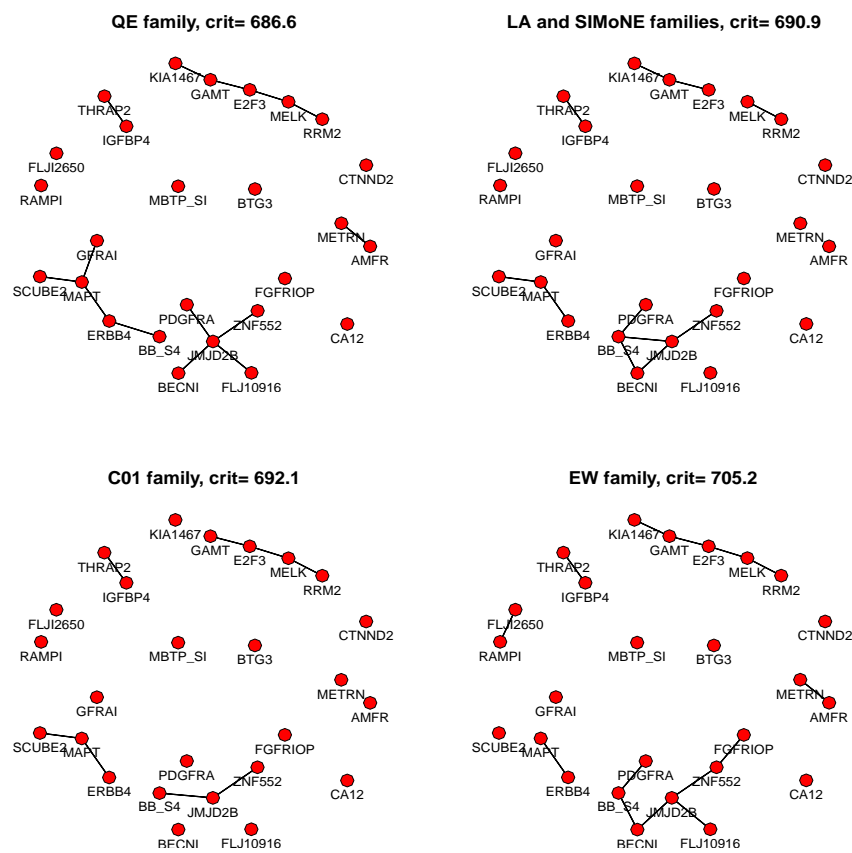 QE family, crit= 686.6
KIA1467
GAMT
E2F3
MELK
RRM2
THRAP2
IGFBP4
FLJI2650
RAMPI
MBTP_SI
BTG3
CTNND2
METRN
AMFR
GFRAI
SCUBE2
MAPT
ERBB4
BB_S4
PDGFRA
FGFRIOP
ZNF552
JMJD2B
CA12
BECNI
FLJ10916
LA and SIMoNE families, crit= 690.9
KIA1467
GAMT
E2F3
MELK
RRM2
THRAP2
IGFBP4
FLJI2650
RAMPI
MBTP_SI
BTG3
CTNND2
METRN
AMFR
GFRAI
SCUBE2
MAPT
ERBB4
BB_S4
PDGFRA
FGFRIOP
ZNF552
JMJD2B
CA12
BECNI
FLJ10916
C01 family, crit= 692.1
KIA1467
GAMT
E2F3
MELK
RRM2
THRAP2
IGFBP4
FLJI2650
RAMPI
MBTP_SI
BTG3
CTNND2
METRN
AMFR
GFRAI
SCUBE2
MAPT
ERBB4
BB_S4
PDGFRA
FGFRIOP
ZNF552
JMJD2B
CA12
BECNI
FLJ10916
EW family, crit= 705.2
KIA1467
GAMT
E2F3
MELK
RRM2
THRAP2
IGFBP4
FLJI2650
RAMPI
MBTP_SI
BTG3
CTNND2
METRN
AMFR
GFRAI
SCUBE2
MAPT
ERBB4
BB_S4
PDGFRA
FGFRIOP
ZNF552
JMJD2B
CA12
BECNI
FLJ10916